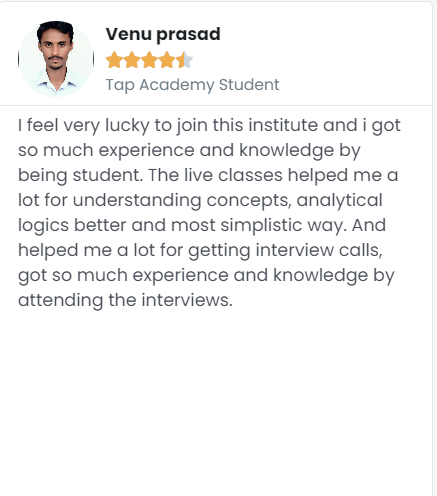 Venu prasad
Tap Academy Student
I feel very lucky to join this institute and i got
so much experience and knowledge by
being student. The live classes helped me a
lot for understanding concepts, analytical
logics better and most simplistic way. And
helped me a lot for getting interview calls,
got so much experience and knowledge by
attending the interviews.